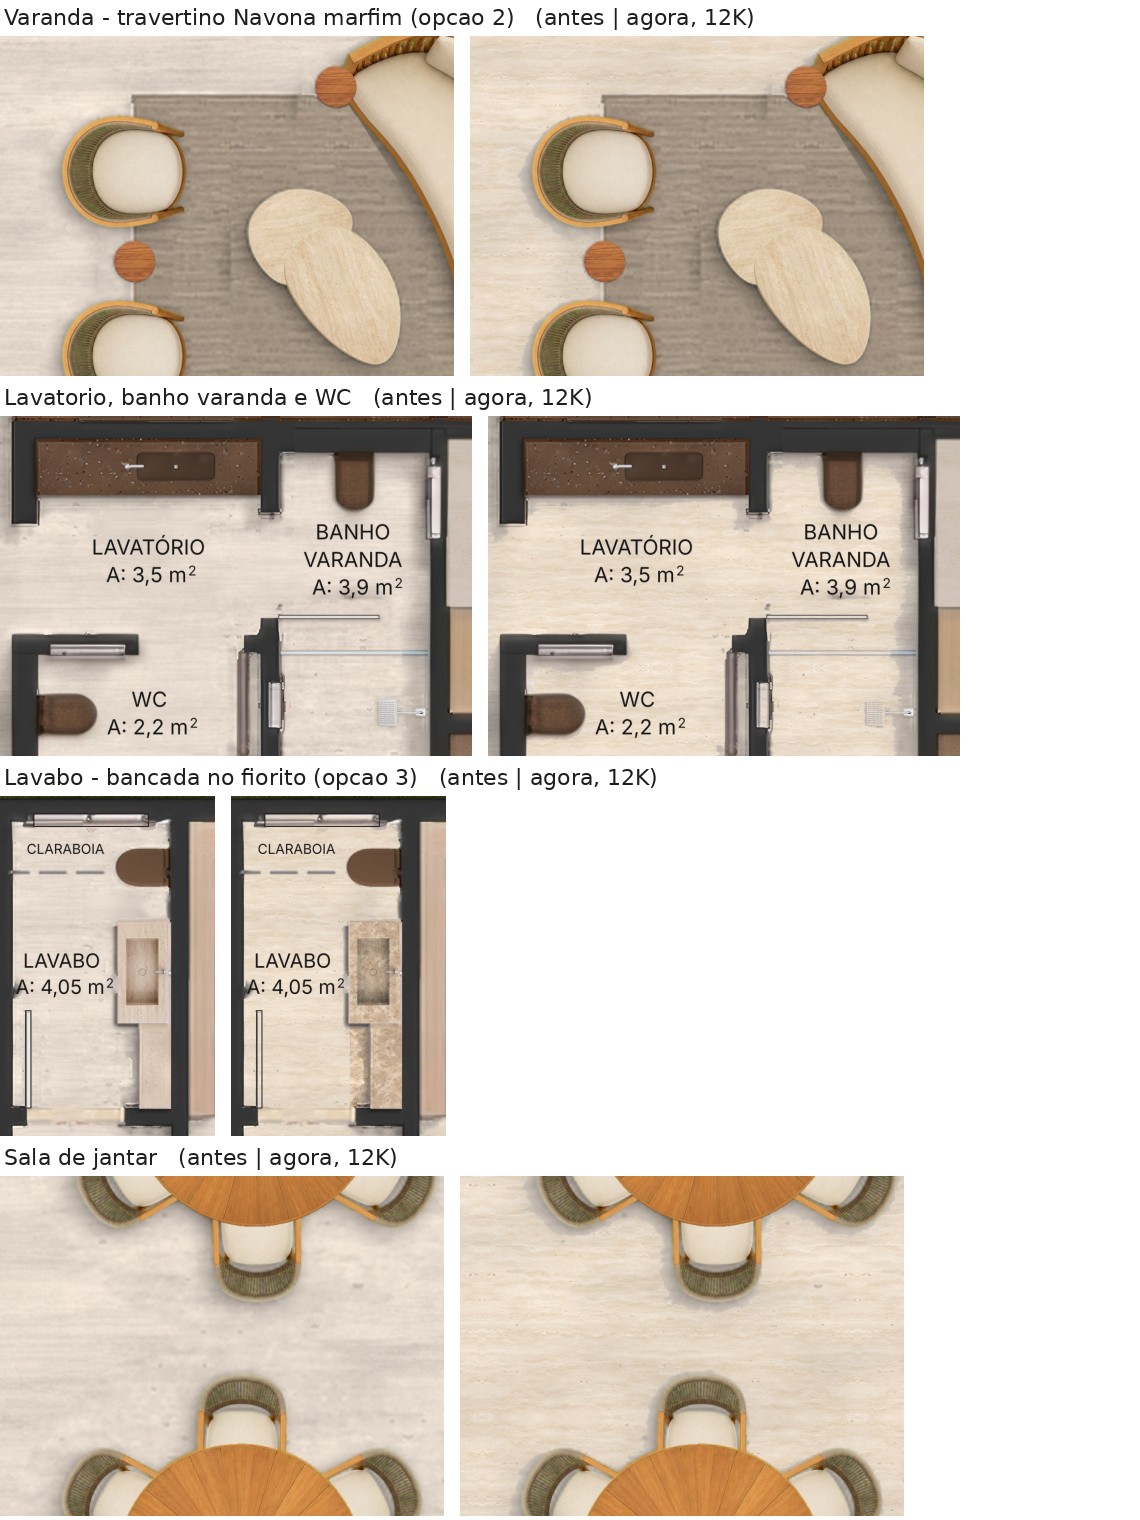 Varanda - travertino Navona marfim (opcao 2)   (antes | agora, 12K)
Lavatorio, banho varanda e WC   (antes | agora, 12K)
LAVATÓRIO
A: 3,5 m²
BANHO
VARANDA
A: 3,9 m²
WC
A: 2,2 m²
LAVATÓRIO
A: 3,5 m²
BANHO
VARANDA
A: 3,9 m²
WC
A: 2,2 m²
Lavabo - bancada no fiorito (opcao 3)   (antes | agora, 12K)
CLARABOIA
LAVABO
A: 4,05 m²
CLARABOIA
LAVABO
A: 4,05 m²
Sala de jantar   (antes | agora, 12K)